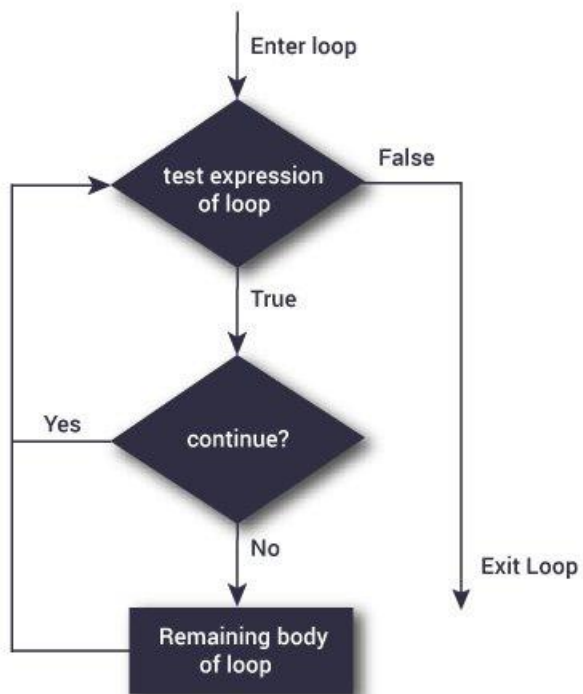 Enter loop
test expression
of loop
False
True
continue?
Yes
No
Exit Loop
Remaining body
of loop